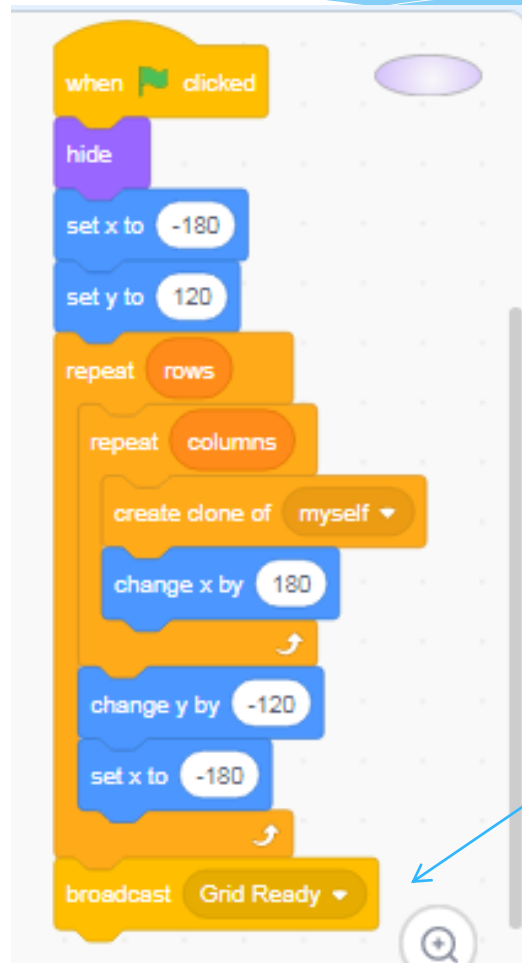 when clicked
hide
set x to -180
set y to 120
repeat rows
repeat columns
create clone of myself
change x by 180
change y by -120
set x to -180
broadcast Grid Ready